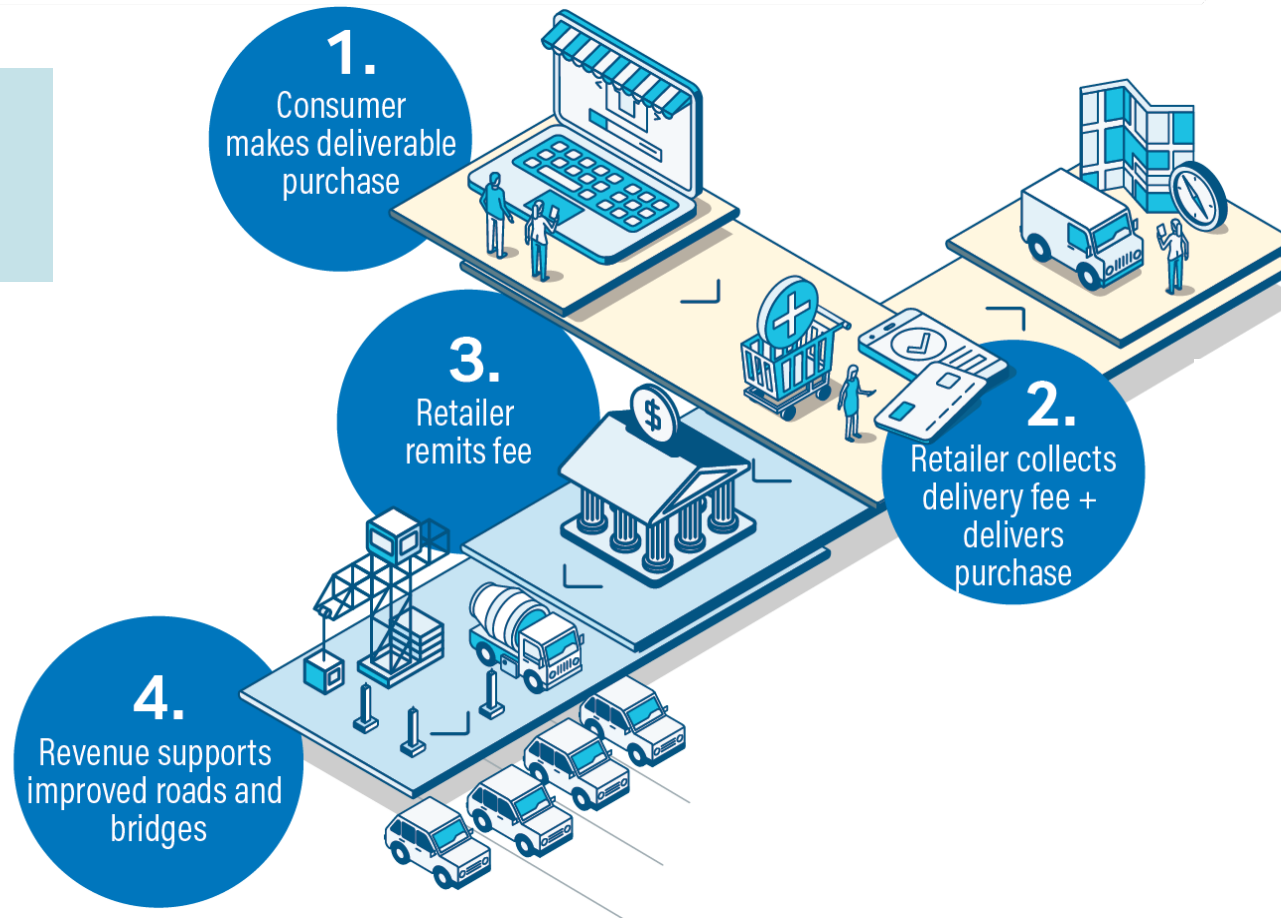 1.
Consumer
makes deliverable
purchase
2.
Retailer collects
delivery fee +
delivers
purchase
3.
Retailer
remits fee
$
4.
Revenue supports
improved roads and
bridges